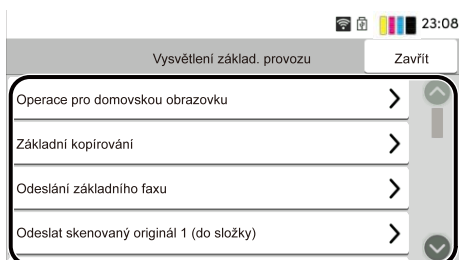 23:08
Vysvětlení základ. provozu
Zavřít
Operace pro domovskou obrazovku
Základní kopírování
Odeslání základního faxu
Odeslat skenovaný originál 1 (do složky)